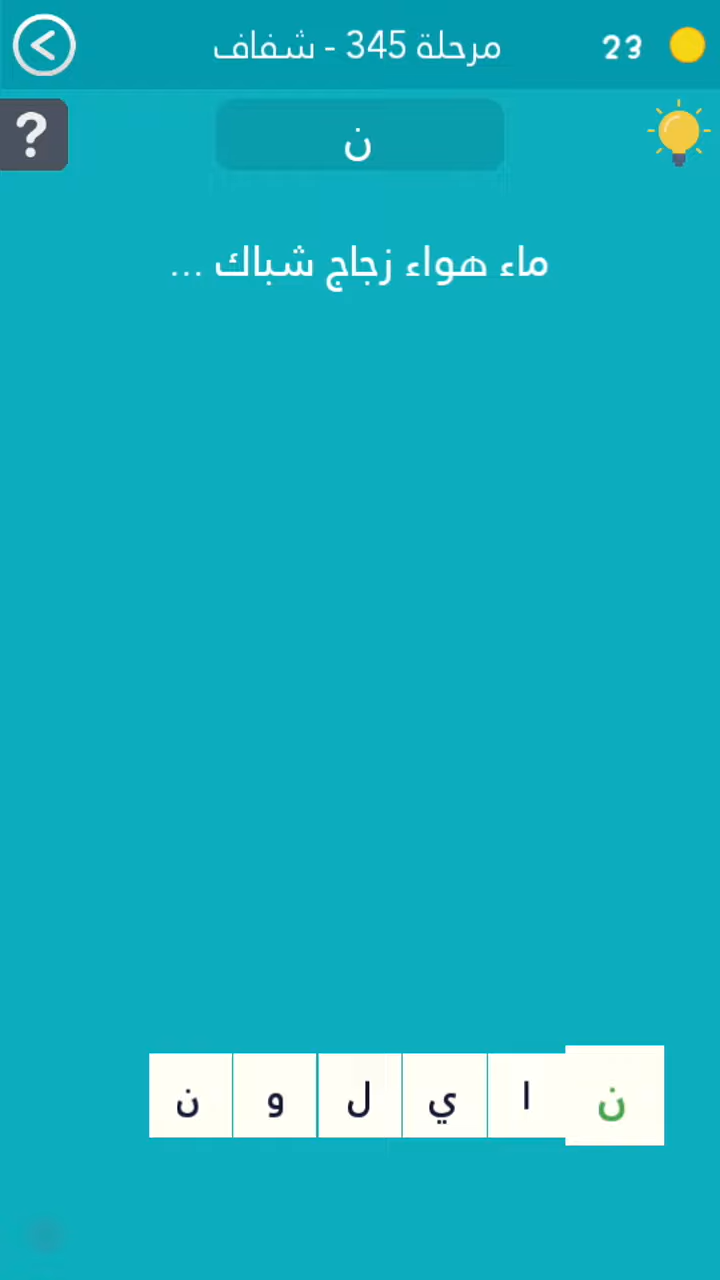 مرحلة 345 - شفاف
23
?
ن
ماء هواء زجاج شباك ...
ن ا ي ل و ن